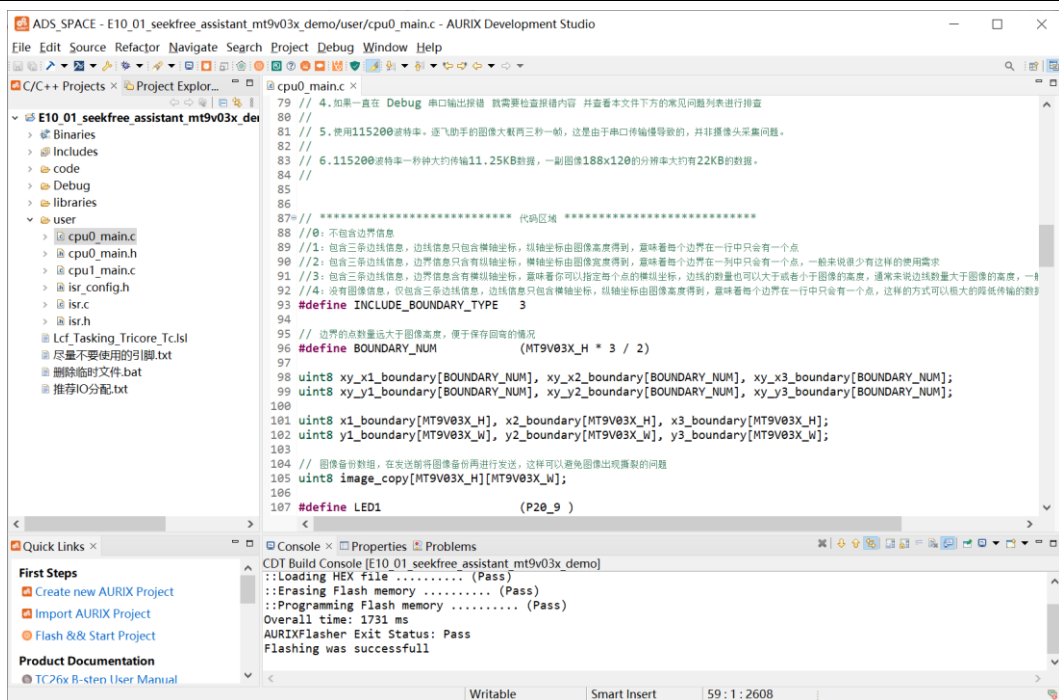 ADS_SPACE - E10_01_seekfree_assistant_mt9v03x_demo/user/cpu0_main.c - AURIX Development Studio
File Edit Source Refactor Navigate Search Project Debug Window Help
C/C++ Projects Project Explor...
E10_01_seekfree_assistant_mt9v03x_de
Binaries
Includes
code
Debug
libraries
user
cpu0_main.c
cpu0_main.h
cpu1_main.c
isr_config.h
isr.c
isr.h
Lcf_Tasking_Tricore_Tc.lsl
尽量不要使用的引脚.txt
删除临时文件.bat
推荐IO分配.txt
cpu0_main.c
79 // 4.如果一直在 Debug 串口输出报错 就需要检查报错内容 并查看本文件下方的常见问题列表进行排查
80 //
81 // 5.使用115200波特率。逐飞助手的图像大概两三秒一帧，这是由于串口传输慢导致的，并非摄像头采集问题。
82 //
83 // 6.115200波特率一秒钟大约传输11.25KB数据，一副图像188x120的分辨率大约有22KB的数据。
84 //
85
86
87 // **************************** 代码区域 ****************************
88 //0：不包含边界信息
89 //1：包含三条边线信息，边线信息只包含横轴坐标，纵轴坐标由图像高度得到，意味着每个边界在一行中只会有一个点
90 //2：包含三条边线信息，边界信息只含有纵轴坐标，横轴坐标由图像宽度得到，意味着每个边界在一列中只会有一个点，一般来说很少有这样的使用需求
91 //3：包含三条边线信息，边界信息含有横纵轴坐标，意味着你可以指定每个点的横纵坐标，边线的数量也可以大于或者小于图像的高度，通常来说边线数量大于图像的高度，一般
92 //4：没有图像信息，仅包含三条边线信息，边线信息只包含横轴坐标，纵轴坐标由图像高度得到，意味着每个边界在一行中只会有一个点，这样的方式可以极大的降低传输的数据
93 #define INCLUDE_BOUNDARY_TYPE   3
94
95 // 边界的点数量远大于图像高度，便于保存回弯的情况
96 #define BOUNDARY_NUM            (MT9V03X_H * 3 / 2)
97
98 uint8 xy_x1_boundary[BOUNDARY_NUM], xy_x2_boundary[BOUNDARY_NUM], xy_x3_boundary[BOUNDARY_NUM];
99 uint8 xy_y1_boundary[BOUNDARY_NUM], xy_y2_boundary[BOUNDARY_NUM], xy_y3_boundary[BOUNDARY_NUM];
100
101 uint8 x1_boundary[MT9V03X_H], x2_boundary[MT9V03X_H], x3_boundary[MT9V03X_H];
102 uint8 y1_boundary[MT9V03X_W], y2_boundary[MT9V03X_W], y3_boundary[MT9V03X_W];
103
104 // 图像备份数组，在发送前将图像备份再进行发送，这样可以避免图像出现撕裂的问题
105 uint8 image_copy[MT9V03X_H][MT9V03X_W];
106
107 #define LED1                    (P20_9 )
Quick Links
First Steps
Create new AURIX Project
Import AURIX Project
Flash && Start Project
Product Documentation
TC26x B-step User Manual
Console Properties Problems
CDT Build Console [E10_01_seekfree_assistant_mt9v03x_demo]
::Loading HEX file .......... (Pass)
::Erasing Flash memory .......... (Pass)
::Programming Flash memory .......... (Pass)
Overall time: 1731 ms
AURIXFlasher Exit Status: Pass
Flashing was successfull
Writable Smart Insert 59 : 1 : 2608